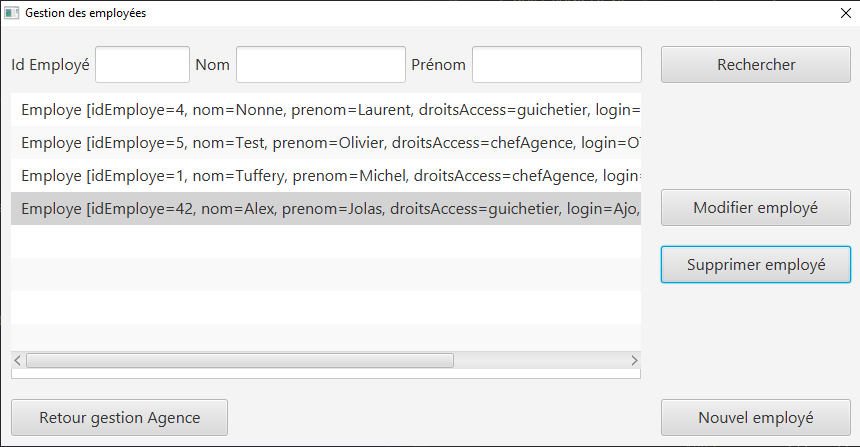 Gestion des employées
Id Employé Nom Prénom Rechercher
Employe [idEmploye=4, nom=Nonne, prenom=Laurent, droitsAccess=guichetier, login=
Employe [idEmploye=5, nom=Test, prenom=Olivier, droitsAccess=chefAgence, login=OT
Employe [idEmploye=1, nom=Tuffery, prenom=Michel, droitsAccess=chefAgence, login=
Employe [idEmploye=42, nom=Alex, prenom=Jolas, droitsAccess=guichetier, login=Ajo,
Modifier employé
Supprimer employé
Retour gestion Agence
Nouvel employé